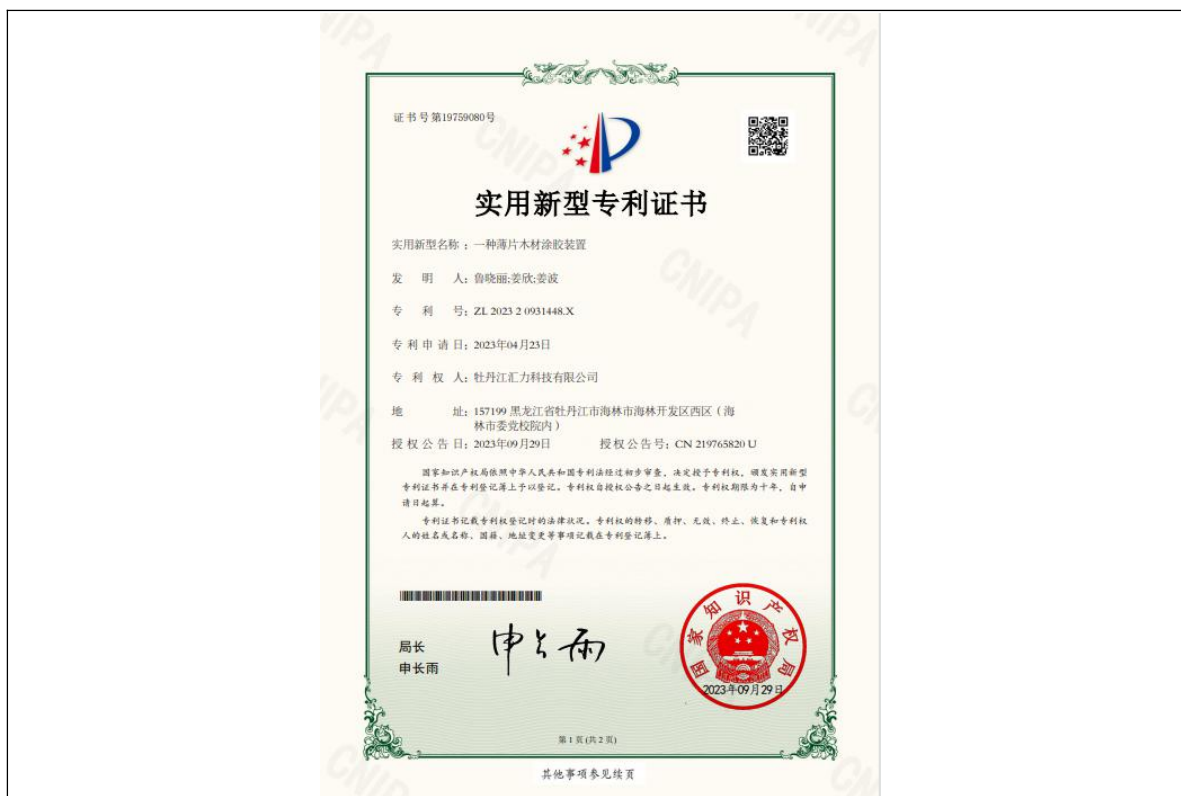 证书号第19759080号
实用新型专利证书
实用新型名称：一种薄片木材涂胶装置
发明人：鲁晓丽;姜欣;姜波
专利号：ZL 2023 2 0931448.X
专利申请日：2023年04月23日
专利权人：牡丹江汇力科技有限公司
地址：157199 黑龙江省牡丹江市海林市海林开发区西区（海
林市委党校院内）
授权公告日：2023年09月29日 授权公告号：CN 219765820 U
国家知识产权局依照中华人民共和国专利法经过初步审查，决定授予专利权，颁发实用新型
专利证书并在专利登记簿上予以登记。专利权自授权公告之日起生效。专利权期限为十年，自申
请日起算。
专利证书记载专利权登记时的法律状况。专利权的转移、质押、无效、终止、恢复和专利权
人的姓名或名称、国籍、地址变更等事项记载在专利登记簿上。
局长
申长雨
申长雨
国家知识产权局
2023年09月29日
第1页(共2页)
其他事项参见续页
CNIPA
CNIPA
CNIPA
CNIPA